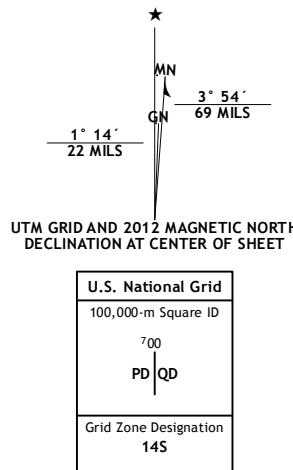 MN
3° 54´
69 MILS
GN
1° 14´
22 MILS
UTM GRID AND 2012 MAGNETIC NORTH
DECLINATION AT CENTER OF SHEET
U.S. National Grid
100,000-m Square ID
⁷00
PD QD
Grid Zone Designation
14S